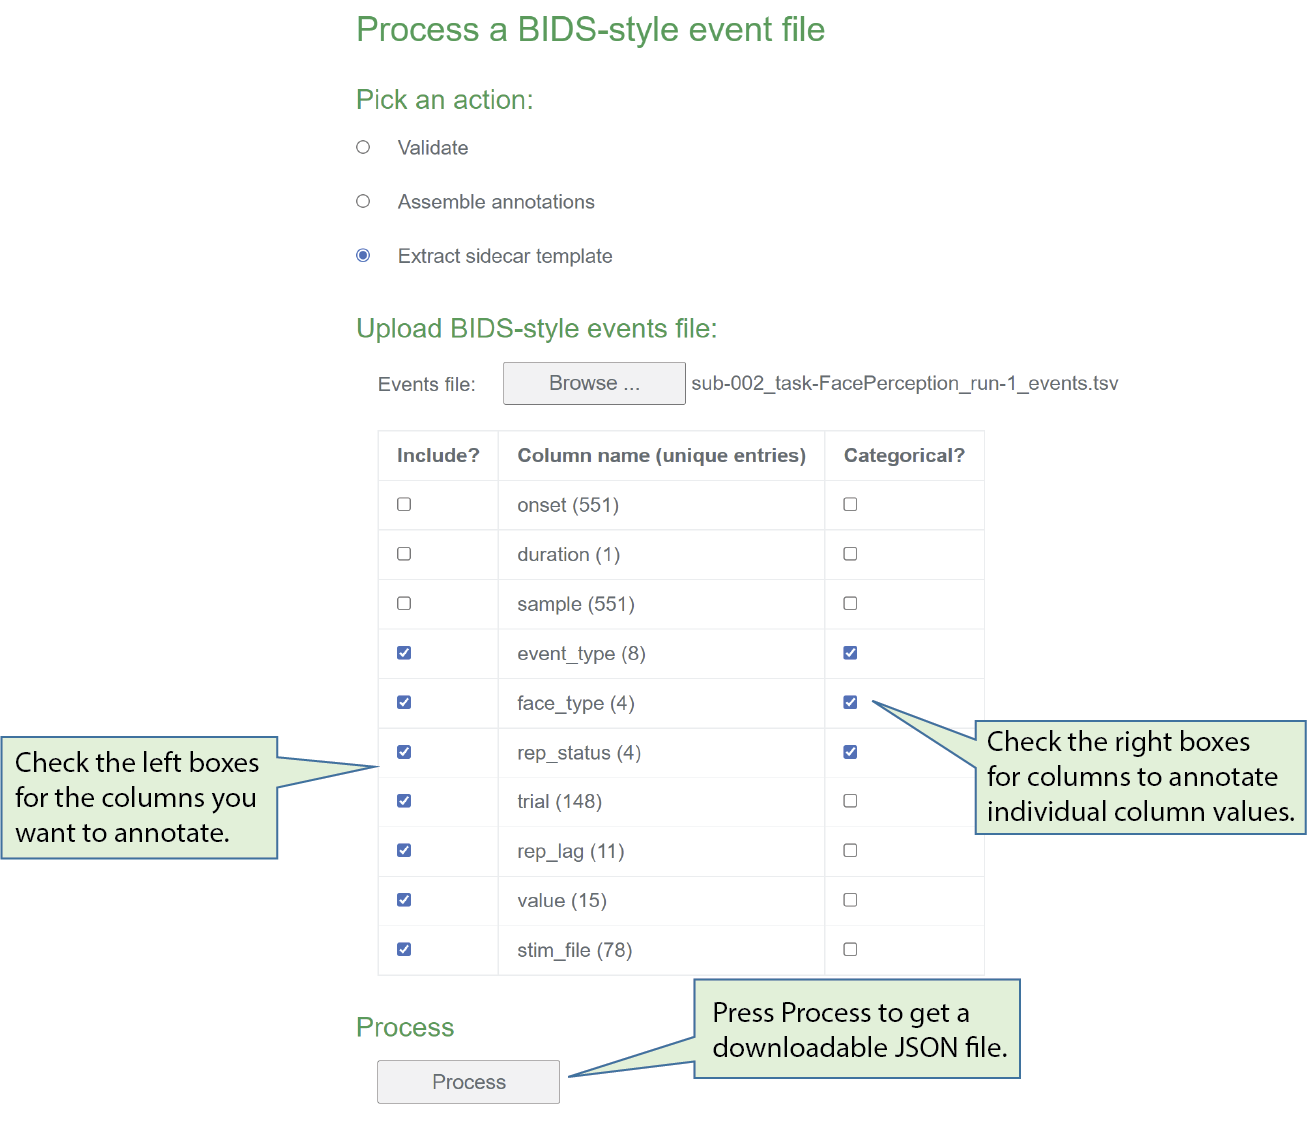 Process a BIDS-style event file
Pick an action:
Validate
Assemble annotations
Extract sidecar template
Upload BIDS-style events file:
Events file: Browse ... sub-002_task-FacePerception_run-1_events.tsv
Include? Column name (unique entries) Categorical?
onset (551)
duration (1)
sample (551)
event_type (8)
face_type (4)
rep_status (4)
trial (148)
rep_lag (11)
value (15)
stim_file (78)
Check the left boxes
for the columns you
want to annotate.
Check the right boxes
for columns to annotate
individual column values.
Process
Process
Press Process to get a
downloadable JSON file.